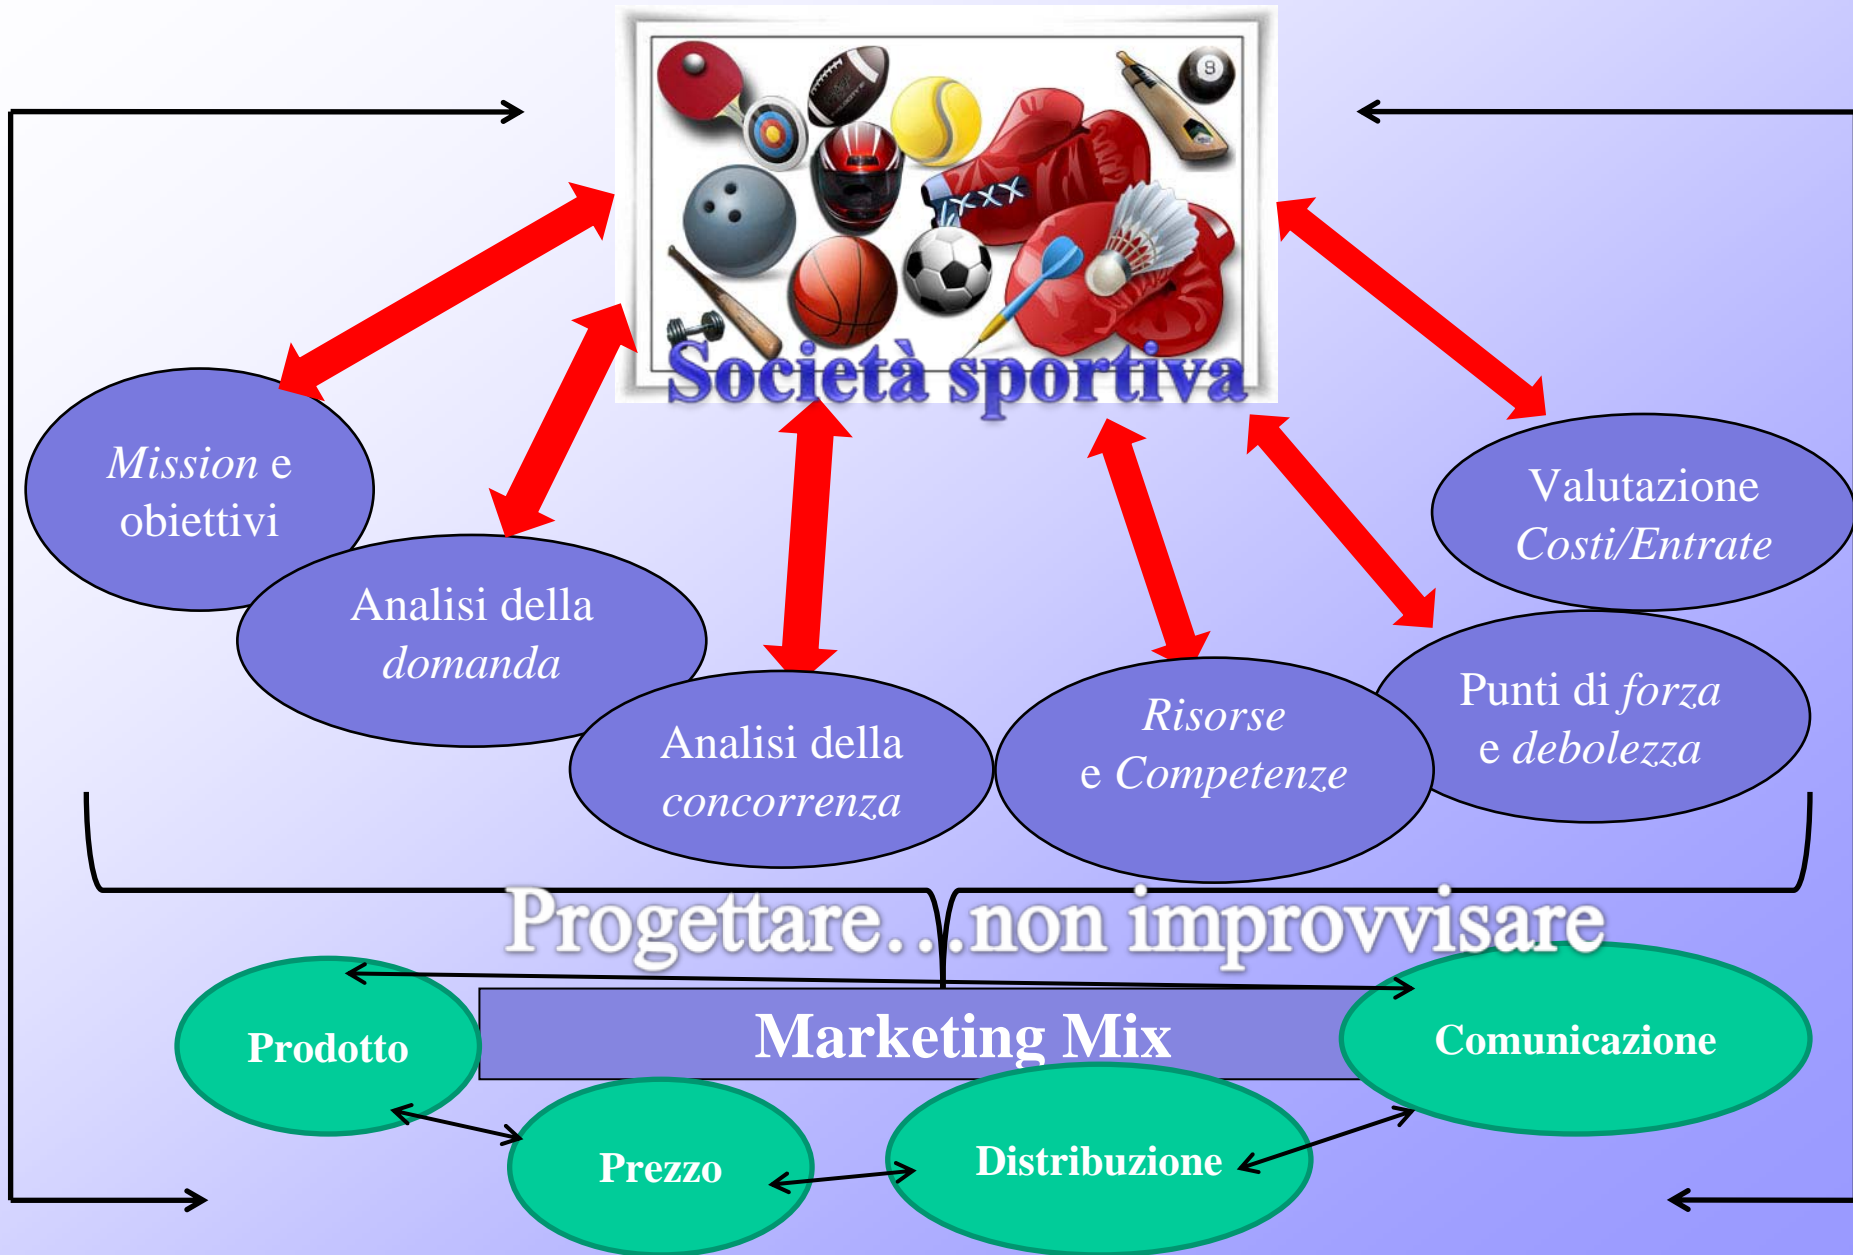 8
Società sportiva
Mission e
obiettivi
Analisi della
domanda
Analisi della
concorrenza
Risorse
e Competenze
Punti di forza
e debolezza
Valutazione
Costi/Entrate
Progettare…non improvvisare
Marketing Mix
Prodotto
Prezzo
Distribuzione
Comunicazione